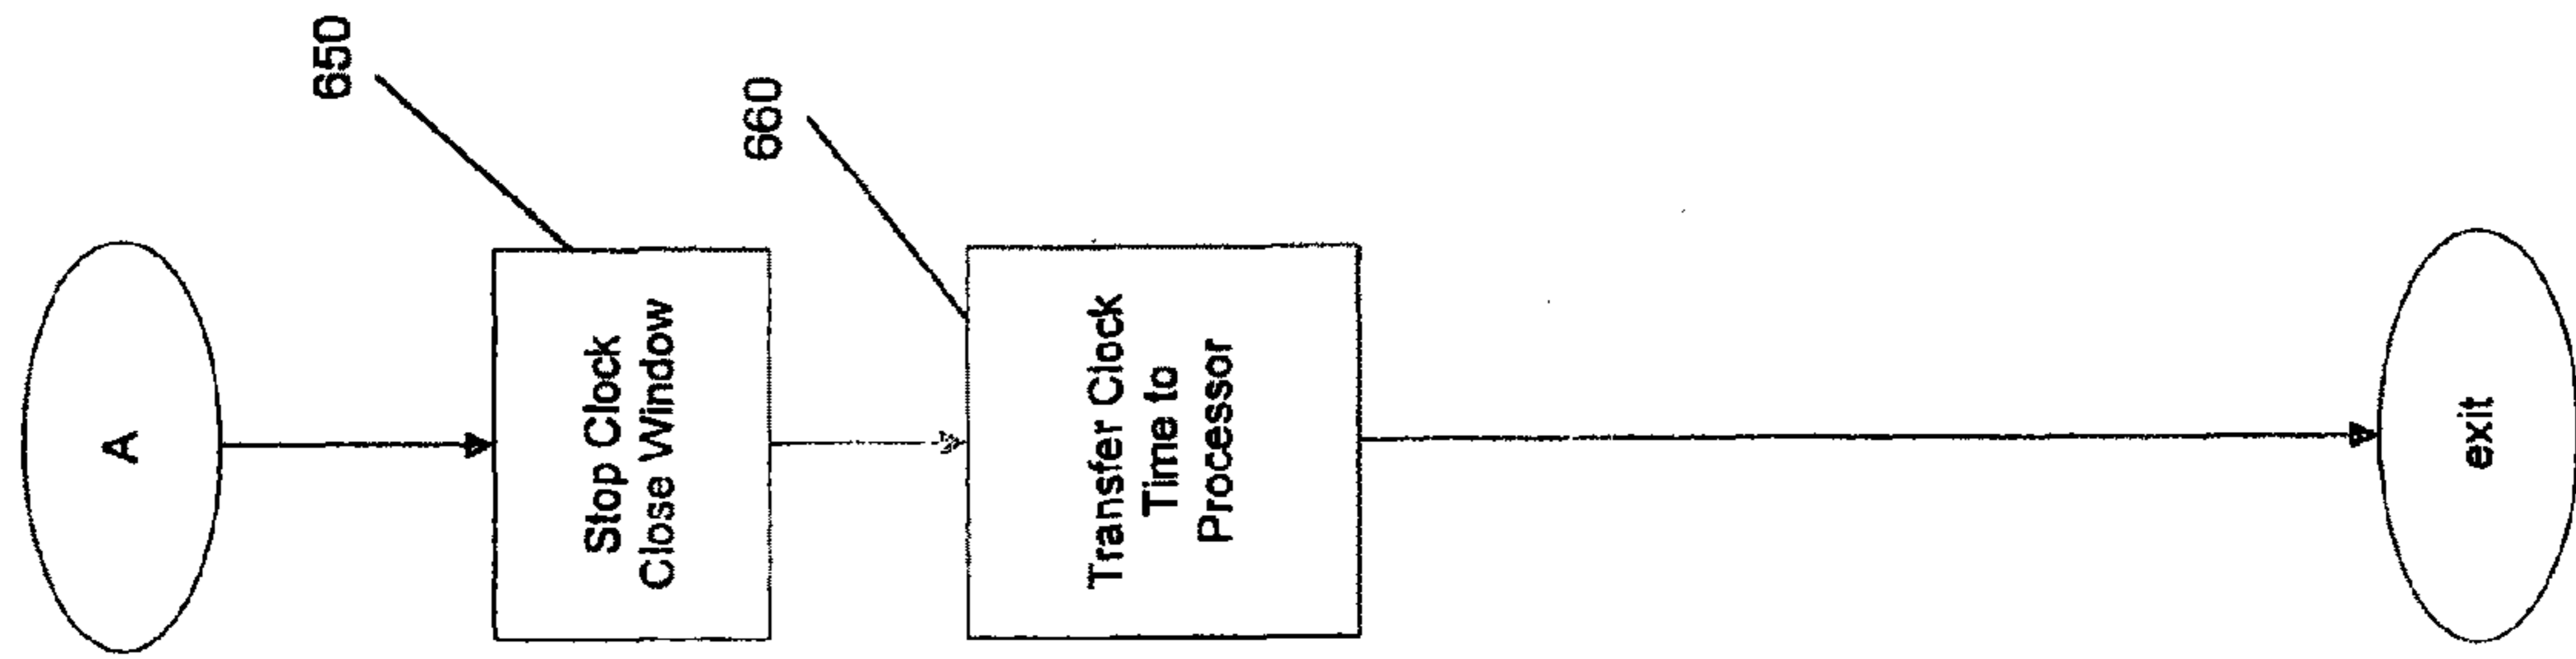 A
650
Stop Clock
Close Window
660
Transfer Clock
Time to
Processor
exit